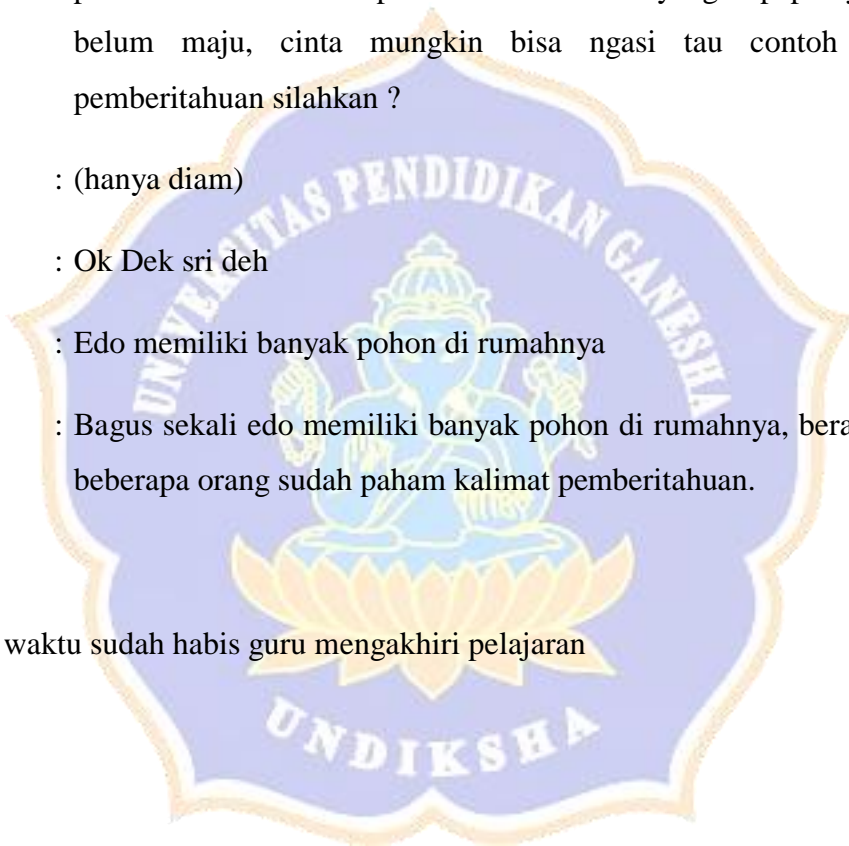 belum maju, cinta mungkin bisa ngasi tau contoh
pemberitahuan silahkan ?
: (hanya diam)
: Ok Dek sri deh
: Edo memiliki banyak pohon di rumahnya
: Bagus sekali edo memiliki banyak pohon di rumahnya,
beberapa orang sudah paham kalimat pemberitahuan.
waktu sudah habis guru mengakhiri pelajaran
UNIVERSITAS PENDIDIKAN GANESHA
UNDIKSHA